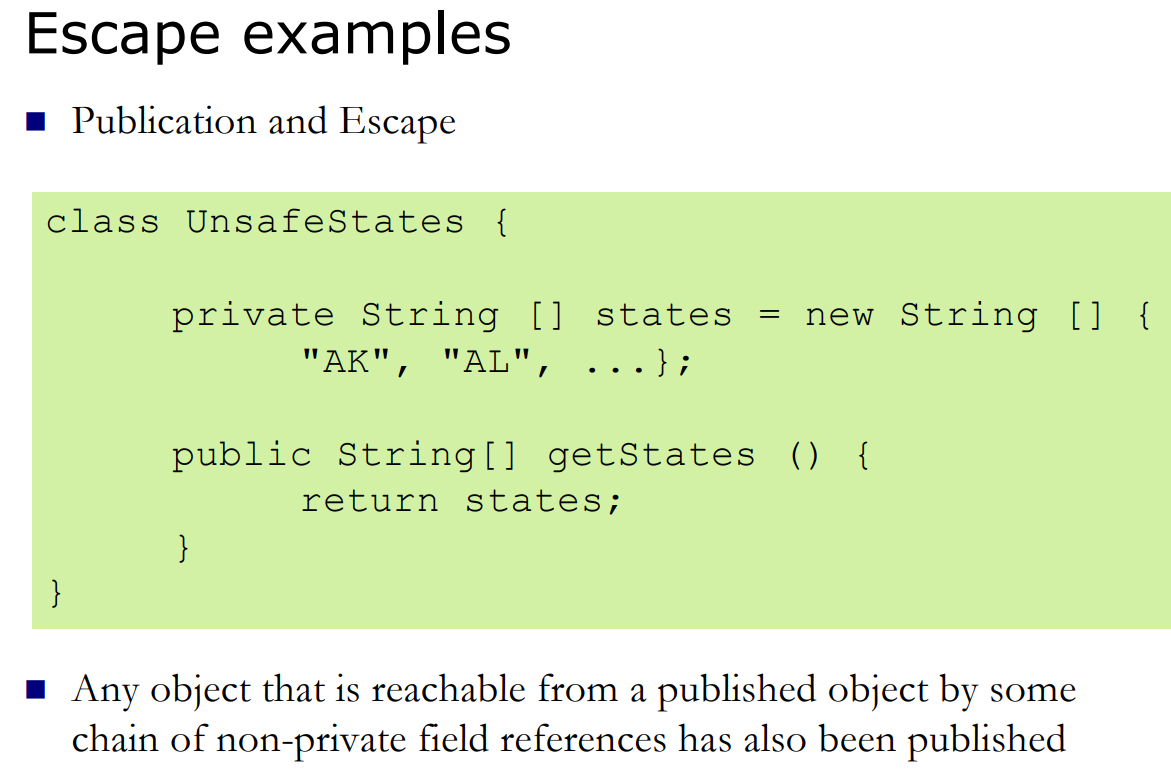 Escape examples
Publication and Escape
class UnsafeStates {
private String [] states = new String [] {
"AK", "AL", ...};
public String[] getStates () {
return states;
}
}
Any object that is reachable from a published object by some
chain of non-private field references has also been published